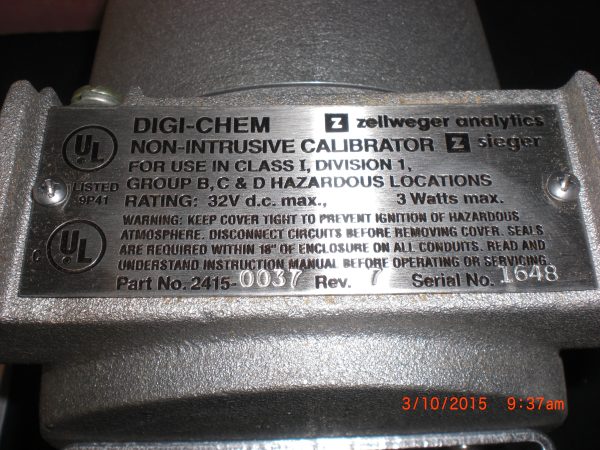 DIGI-CHEM
Z zellweger analytics
NON-INTRUSIVE CALIBRATOR
Z sieger
FOR USE IN CLASS I, DIVISION 1,
GROUP B, C & D HAZARDOUS LOCATIONS
RATING: 32V d.c. max., 3 Watts max.
WARNING: KEEP COVER TIGHT TO PREVENT IGNITION OF HAZARDOUS
ATMOSPHERE. DISCONNECT CIRCUITS BEFORE REMOVING COVER. SEALS
ARE REQUIRED WITHIN 18" OF ENCLOSURE ON ALL CONDUITS. READ AND
UNDERSTAND INSTRUCTION MANUAL BEFORE OPERATING OR SERVICING.
Part No. 2415-0037 Rev. 7 Serial No. 1648
UL
LISTED
9P41
C UL
3/10/2015 9:37am